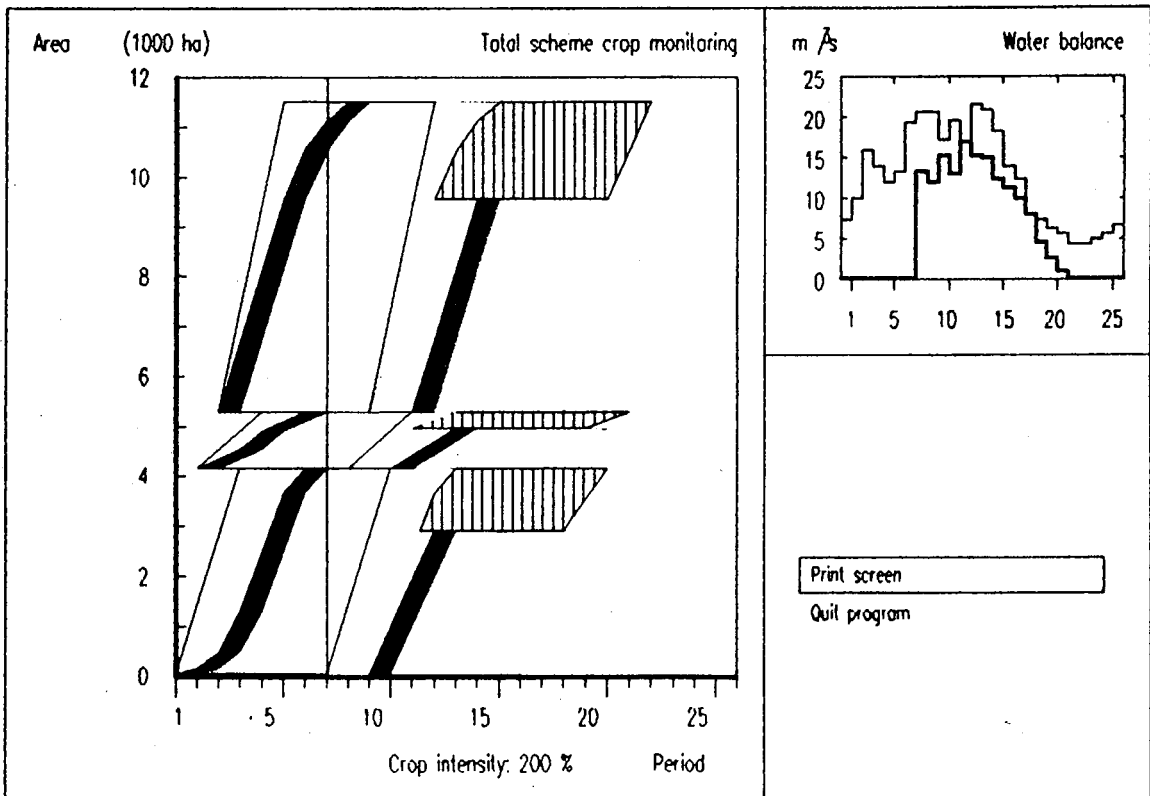 Area (1000 ha) Total scheme crop monitoring
12
10
8
6
4
2
0
1 5 10 15 20 25
Crop intensity: 200 % Period
m³/s Water balance
25
20
15
10
5
0
1 5 10 15 20 25
Print screen
Quit program